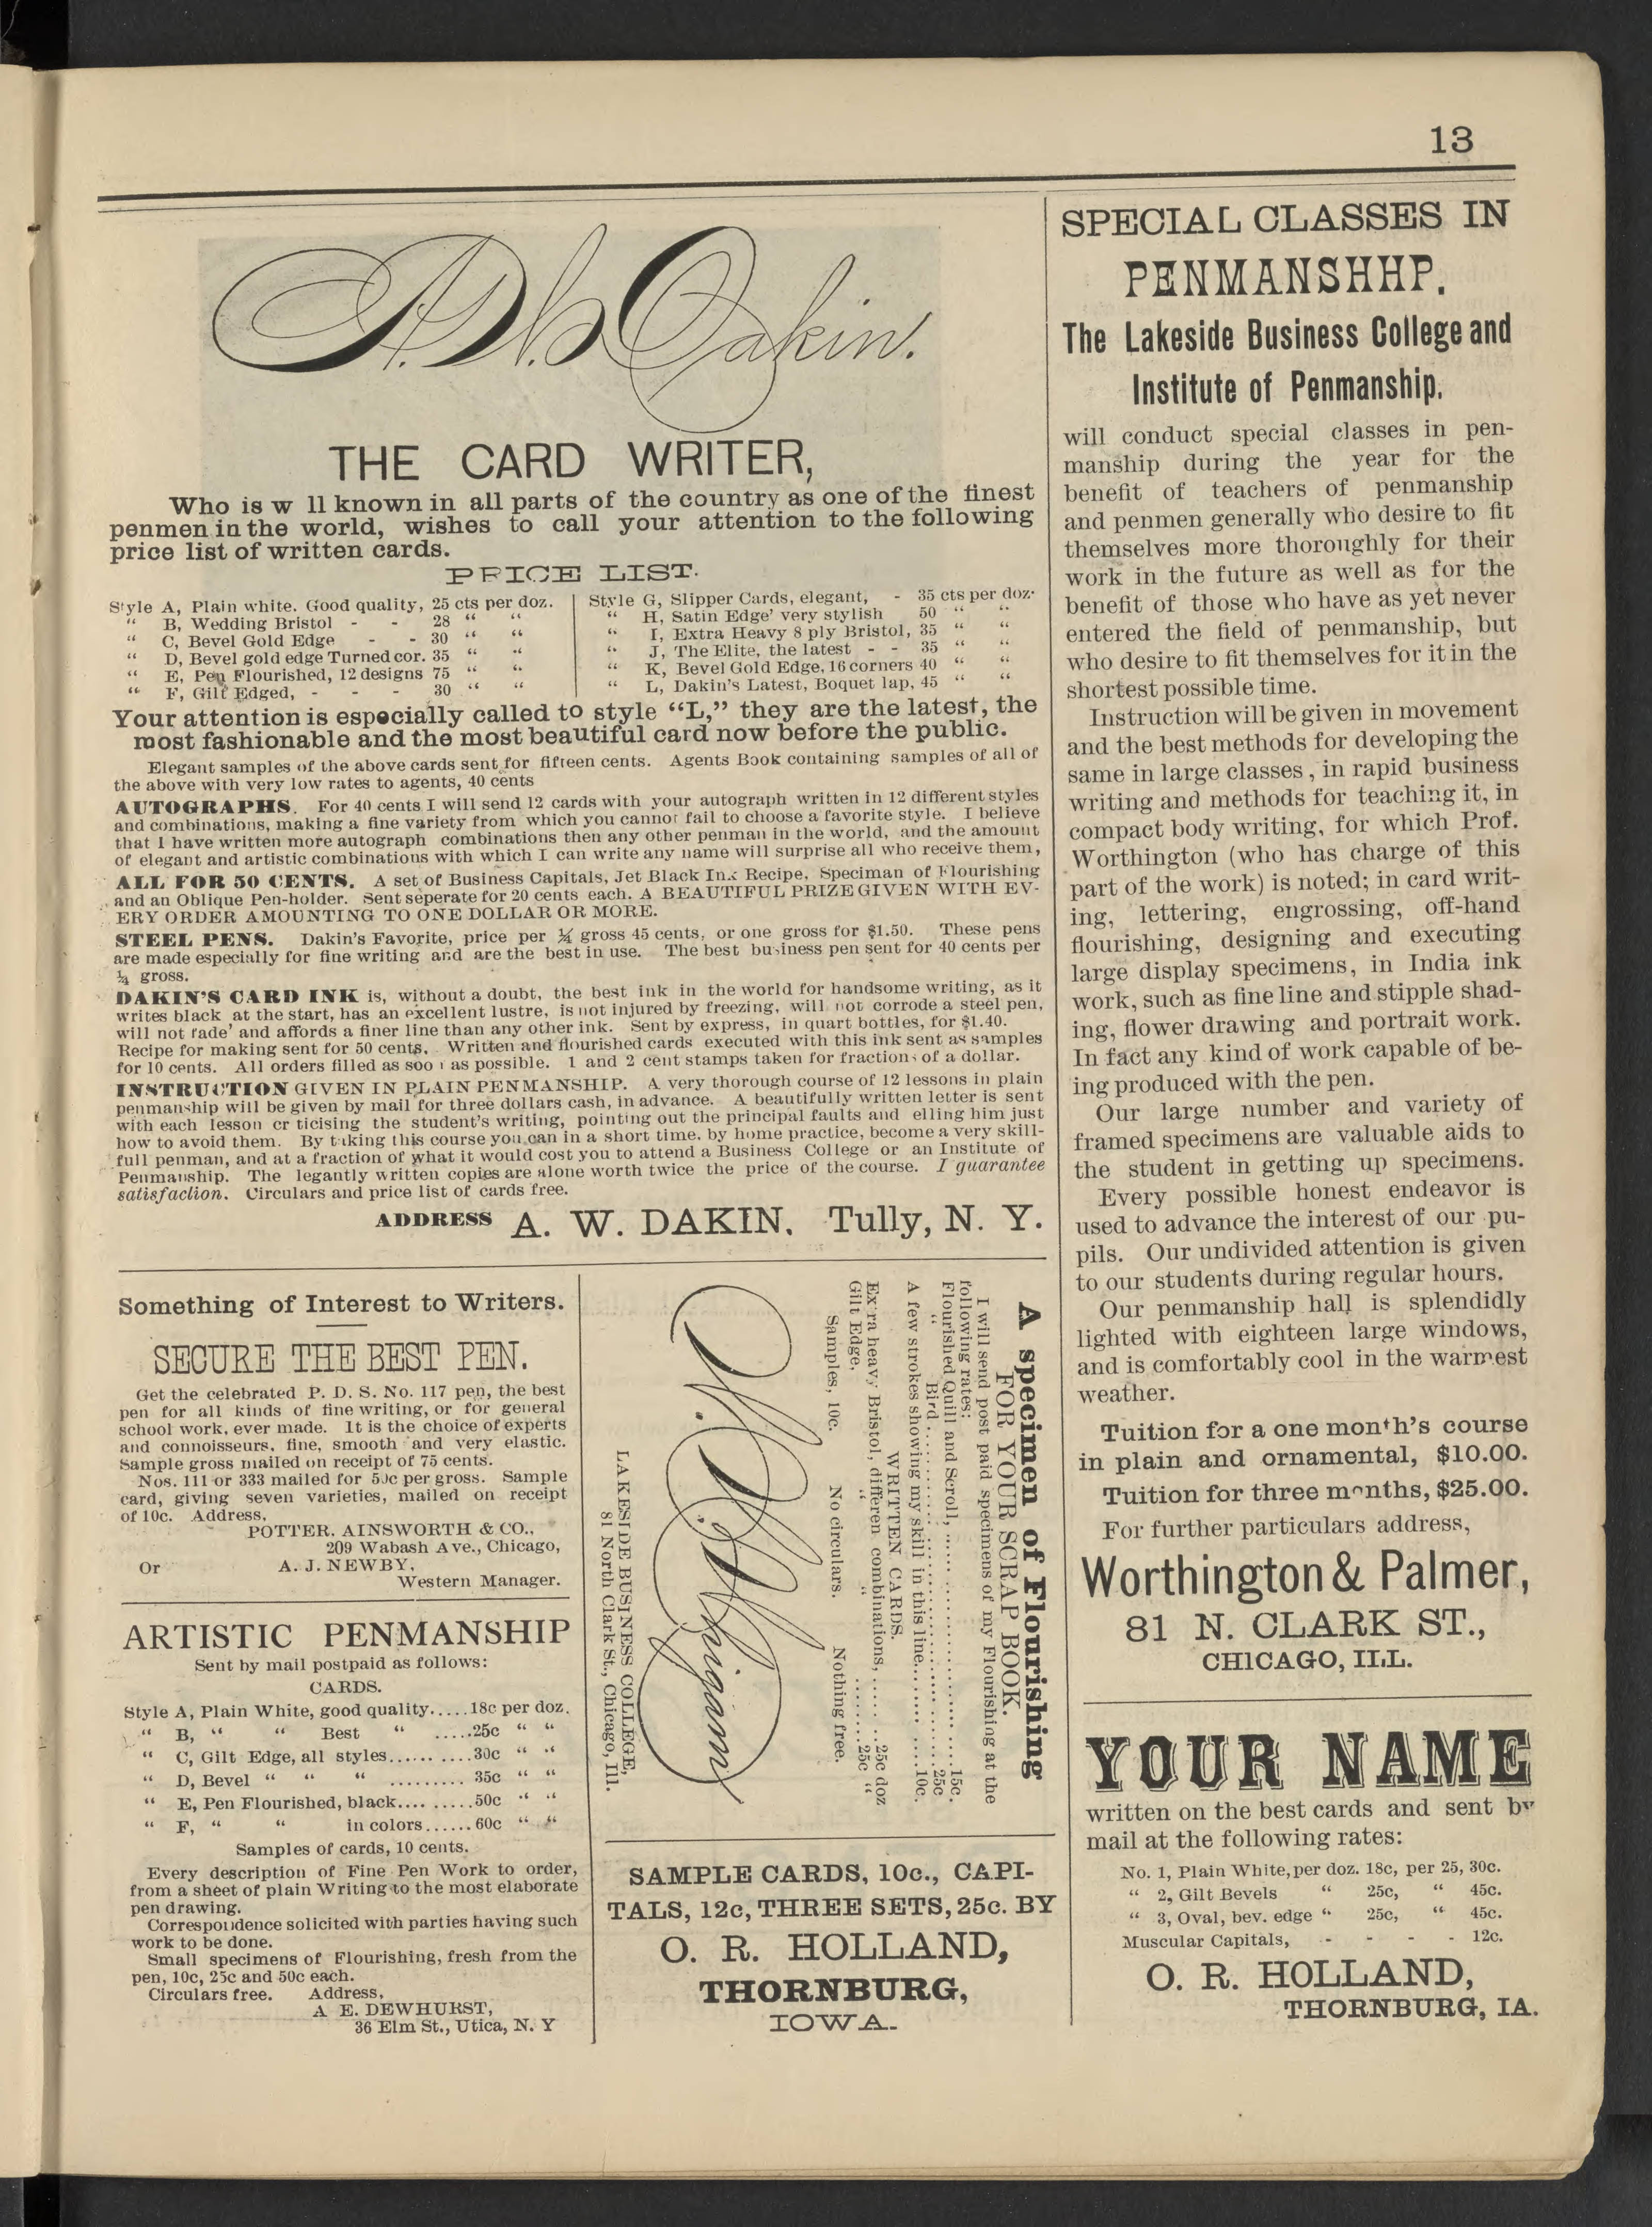 13
A. W. Dakin.
THE CARD WRITER,
Who is w ll known in all parts of the country as one of the finest
penmen in the world, wishes to call your attention to the following
price list of written cards.
PRICE LIST.
Style A, Plain white. Good quality, 25 cts per doz.
“ B, Wedding Bristol - - 28 “ “
“ C, Bevel Gold Edge - - 30 “ “
“ D, Bevel gold edge Turned cor. 35 “ “
“ E, Pen Flourished, 12 designs 75 “ “
“ F, Gilt Edged, - - - 30 “ “
Style G, Slipper Cards, elegant, - 35 cts per doz.
“ H, Satin Edge' very stylish 50 “ “
“ I, Extra Heavy 8 ply Bristol, 35 “ “
“ J, The Elite, the latest - - 35 “ “
“ K, Bevel Gold Edge, 16 corners 40 “ “
“ L, Dakin's Latest, Boquet lap, 45 “ “
Your attention is especially called to style “L,” they are the latest, the
most fashionable and the most beautiful card now before the public.
Elegant samples of the above cards sent for fifteen cents. Agents Book containing samples of all of
the above with very low rates to agents, 40 cents
AUTOGRAPHS. For 40 cents I will send 12 cards with your autograph written in 12 different styles
and combinations, making a fine variety from which you cannot fail to choose a favorite style. I believe
that I have written more autograph combinations then any other penman in the world, and the amount
of elegant and artistic combinations with which I can write any name will surprise all who receive them,
ALL FOR 50 CENTS. A set of Business Capitals, Jet Black Ink Recipe, Speciman of Flourishing
and an Oblique Pen-holder. Sent seperate for 20 cents each. A BEAUTIFUL PRIZE GIVEN WITH EV-
ERY ORDER AMOUNTING TO ONE DOLLAR OR MORE.
STEEL PENS. Dakin's Favorite, price per ¼ gross 45 cents, or one gross for $1.50. These pens
are made especially for fine writing and are the best in use. The best business pen sent for 40 cents per
¼ gross.
DAKIN'S CARD INK is, without a doubt, the best ink in the world for handsome writing, as it
writes black at the start, has an excellent lustre, is not injured by freezing, will not corrode a steel pen,
will not fade' and affords a finer line than any other ink. Sent by express, in quart bottles, for $1.40.
Recipe for making sent for 50 cents. Written and flourished cards executed with this ink sent as samples
for 10 cents. All orders filled as soo as possible. 1 and 2 cent stamps taken for fractions of a dollar.
INSTRUCTION GIVEN IN PLAIN PENMANSHIP. A very thorough course of 12 lessons in plain
penmanship will be given by mail for three dollars cash, in advance. A beautifully written letter is sent
with each lesson cr ticising the student's writing, pointing out the principal faults and elling him just
how to avoid them. By taking this course you can in a short time, by home practice, become a very skill-
full penman, and at a fraction of what it would cost you to attend a Business College or an Institute of
Penmanship. The legantly written copies are alone worth twice the price of the course. I guarantee
satisfaction. Circulars and price list of cards free.
ADDRESS A. W. DAKIN, Tully, N. Y.
Something of Interest to Writers.
SECURE THE BEST PEN.
Get the celebrated P. D. S. No. 117 pen, the best
pen for all kinds of fine writing, or for general
school work, ever made. It is the choice of experts
and connoisseurs, fine, smooth and very elastic.
Sample gross mailed on receipt of 75 cents.
Nos. 111 or 333 mailed for 50c per gross. Sample
card, giving seven varieties, mailed on receipt
of 10c. Address,
POTTER, AINSWORTH & CO.,
209 Wabash Ave., Chicago,
Or A. J. NEWBY,
Western Manager.
ARTISTIC PENMANSHIP
Sent by mail postpaid as follows:
CARDS.
Style A, Plain White, good quality.....18c per doz.
“ B, “ “ Best “ .....25c “ “
“ C, Gilt Edge, all styles..........30c “ “
“ D, Bevel “ “ “ ......... 35c “ “
“ E, Pen Flourished, black.........50c “ “
“ F, “ “ in colors......60c “ “
Samples of cards, 10 cents.
Every description of Fine Pen Work to order,
from a sheet of plain Writing to the most elaborate
pen drawing.
Correspondence solicited with parties having such
work to be done.
Small specimens of Flourishing, fresh from the
pen, 10c, 25c and 50c each.
Circulars free. Address,
A E. DEWHURST,
36 Elm St., Utica, N. Y
A specimen of Flourishing
FOR YOUR SCRAP BOOK.
I will send post paid specimens of my Flourishing at the
following rates:
Flourished Quill and Scroll, ..................15c.
“ Bird..................25c
A few strokes showing my skill in this line..........10c.
WRITTEN CARDS.
Ex ra heavy Bristol, differen combinations, .......25c doz
Gilt Edge, “ “ .......25c “
Samples, 10c. No circulars. Nothing free.
LAKESIDE BUSINESS COLLEGE,
81 North Clark St., Chicago, Ill.
SAMPLE CARDS, 10c., CAPI-
TALS, 12c, THREE SETS, 25c. BY
O. R. HOLLAND,
THORNBURG,
IOWA.
SPECIAL CLASSES IN
PENMANSHHP.
The Lakeside Business College and
Institute of Penmanship.
will conduct special classes in pen-
manship during the year for the
benefit of teachers of penmanship
and penmen generally who desire to fit
themselves more thoroughly for their
work in the future as well as for the
benefit of those who have as yet never
entered the field of penmanship, but
who desire to fit themselves for it in the
shortest possible time.
Instruction will be given in movement
and the best methods for developing the
same in large classes, in rapid business
writing and methods for teaching it, in
compact body writing, for which Prof.
Worthington (who has charge of this
part of the work) is noted; in card writ-
ing, lettering, engrossing, off-hand
flourishing, designing and executing
large display specimens, in India ink
work, such as fine line and stipple shad-
ing, flower drawing and portrait work.
In fact any kind of work capable of be-
ing produced with the pen.
Our large number and variety of
framed specimens are valuable aids to
the student in getting up specimens.
Every possible honest endeavor is
used to advance the interest of our pu-
pils. Our undivided attention is given
to our students during regular hours.
Our penmanship hall is splendidly
lighted with eighteen large windows,
and is comfortably cool in the warmest
weather.
Tuition for a one month's course
in plain and ornamental, $10.00.
Tuition for three months, $25.00.
For further particulars address,
Worthington & Palmer,
81 N. CLARK ST.,
CHICAGO, ILL.
YOUR NAME
written on the best cards and sent by
mail at the following rates:
No. 1, Plain White, per doz. 18c, per 25, 30c.
“ 2, Gilt Bevels “ 25c, “ 45c.
“ 3, Oval, bev. edge “ 25c, “ 45c.
Muscular Capitals, - - - - 12c.
O. R. HOLLAND,
THORNBURG, IA.